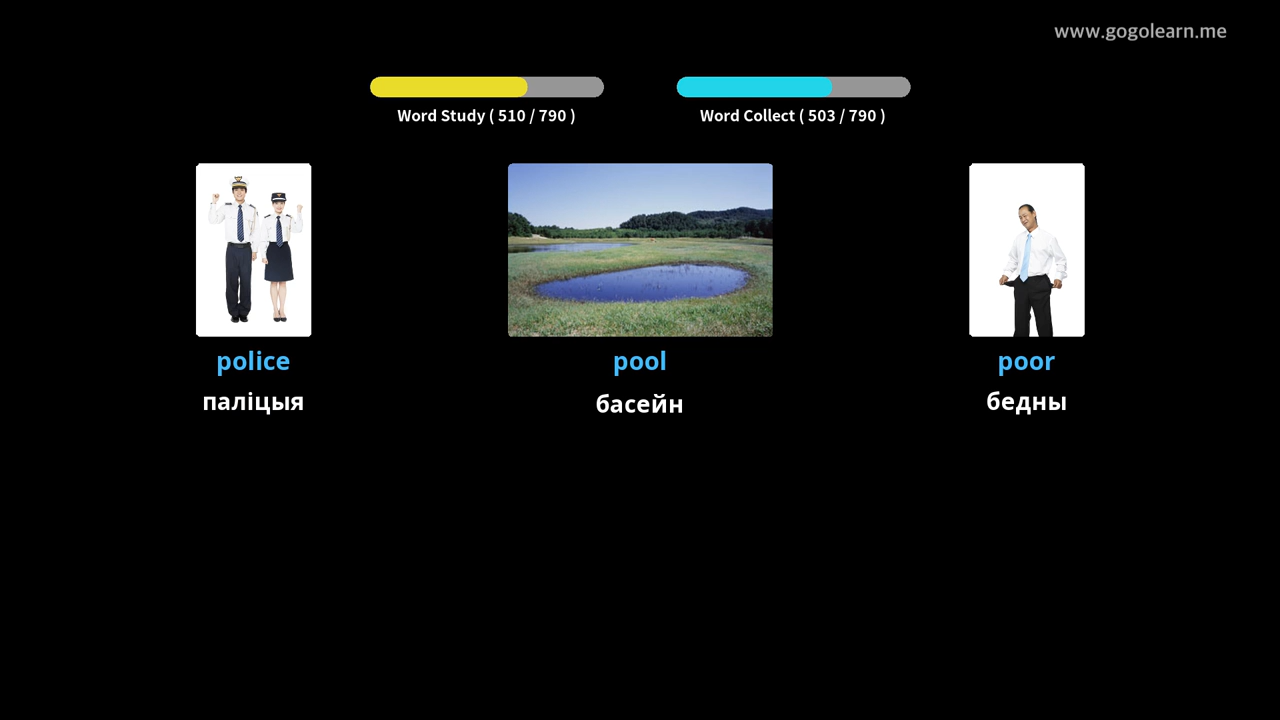 www.gogolearn.me
Word Study ( 510 / 790 )
Word Collect ( 503 / 790 )
police
pool
poor
паліцыя
басейн
бедны